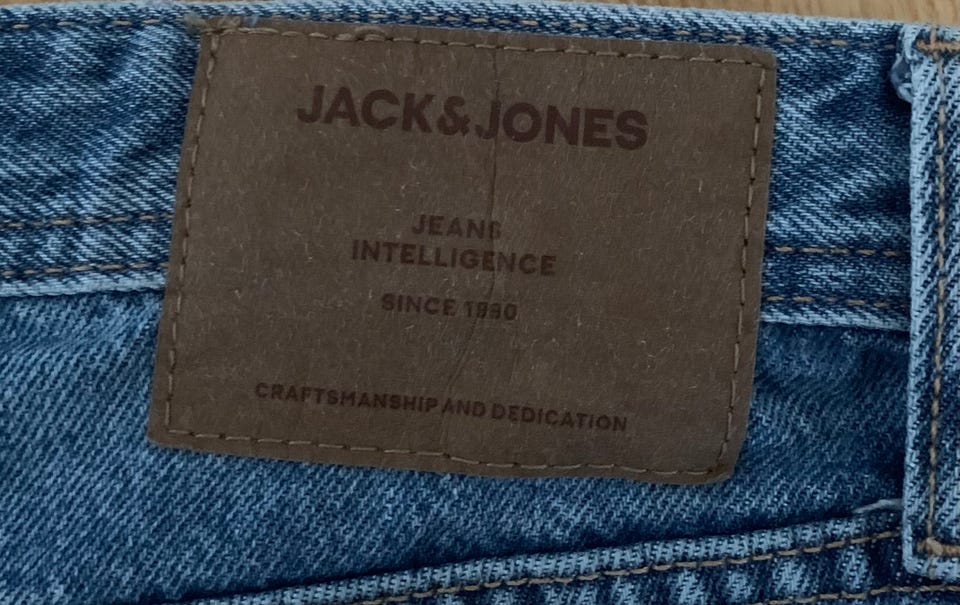 JACK&JONES
JEANS
INTELLIGENCE
SINCE 1990
CRAFTSMANSHIP AND DEDICATION